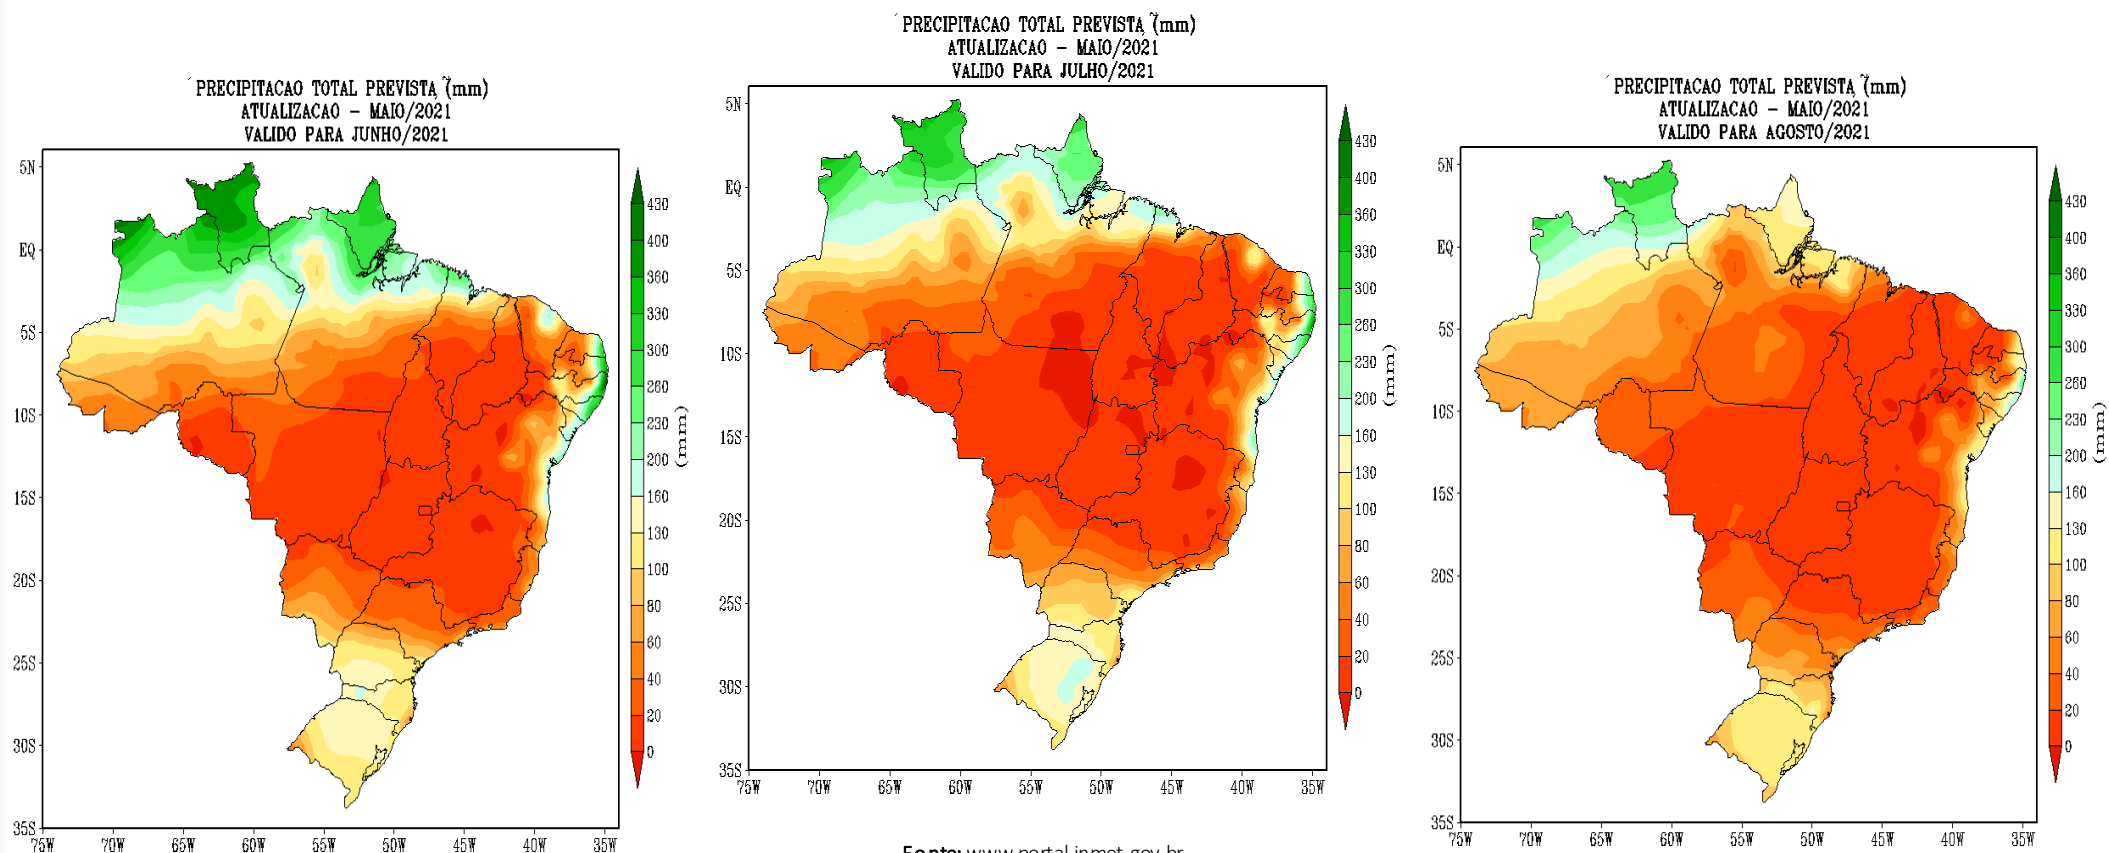 PRECIPITACAO TOTAL PREVISTA ̃(mm)
ATUALIZACAO – MAIO/2021
VALIDO PARA JUNHO/2021
5N
EQ
5S
10S
15S
20S
25S
30S
35S
75W 70W 65W 60W 55W 50W 45W 40W 35W
430
400
360
330
300
260
230
200
160
130
100
80
60
40
20
0
(mm)
PRECIPITACAO TOTAL PREVISTA ̃(mm)
ATUALIZACAO – MAIO/2021
VALIDO PARA JULHO/2021
5N
EQ
5S
10S
15S
20S
25S
30S
35S
75W 70W 65W 60W 55W 50W 45W 40W 35W
430
400
360
330
300
260
230
200
160
130
100
80
60
40
20
0
(mm)
PRECIPITACAO TOTAL PREVISTA ̃(mm)
ATUALIZACAO – MAIO/2021
VALIDO PARA AGOSTO/2021
5N
EQ
5S
10S
15S
20S
25S
30S
35S
75W 70W 65W 60W 55W 50W 45W 40W 35W
430
400
360
330
300
260
230
200
160
130
100
80
60
40
20
0
(mm)
Fonte: www.portal.inmet.gov.br